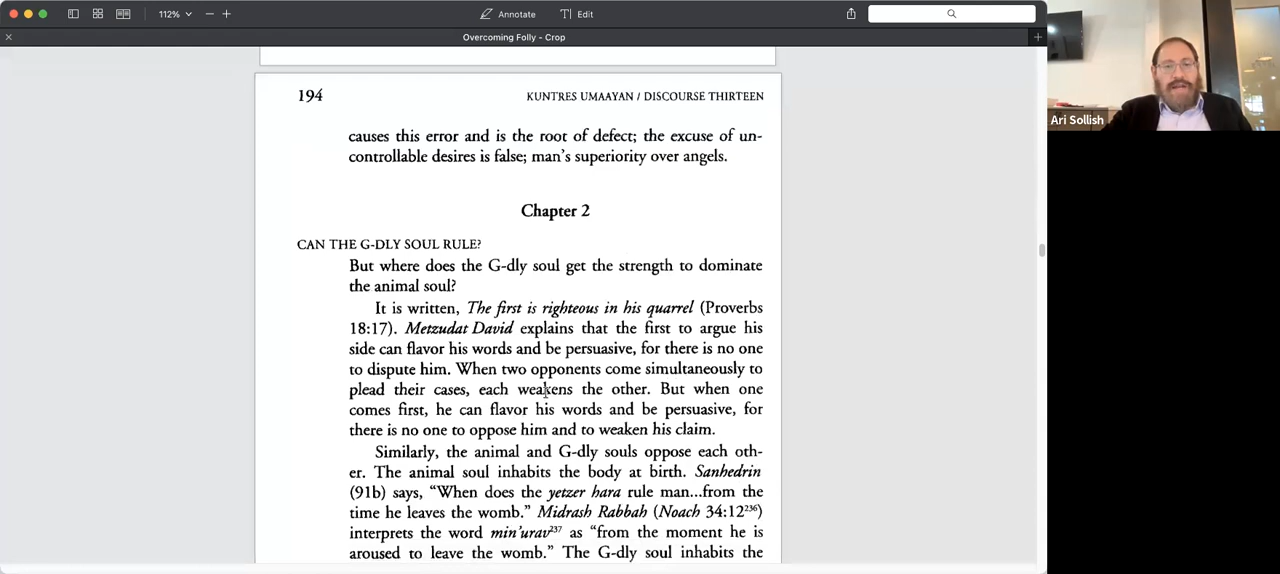 112%
Annotate
Edit
Overcoming Folly - Crop
Ari Sollish
194
KUNTRES UMAAYAN / DISCOURSE THIRTEEN
causes this error and is the root of defect; the excuse of un-
controllable desires is false; man's superiority over angels.
Chapter 2
CAN THE G-DLY SOUL RULE?
But where does the G-dly soul get the strength to dominate
the animal soul?
It is written, The first is righteous in his quarrel (Proverbs
18:17). Metzudat David explains that the first to argue his
side can flavor his words and be persuasive, for there is no one
to dispute him. When two opponents come simultaneously to
plead their cases, each weakens the other. But when one
comes first, he can flavor his words and be persuasive, for
there is no one to oppose him and to weaken his claim.
Similarly, the animal and G-dly souls oppose each oth-
er. The animal soul inhabits the body at birth. Sanhedrin
(91b) says, "When does the yetzer hara rule man...from the
time he leaves the womb." Midrash Rabbah (Noach 34:12²³⁶)
interprets the word min'urav²³⁷ as "from the moment he is
aroused to leave the womb." The G-dly soul inhabits the